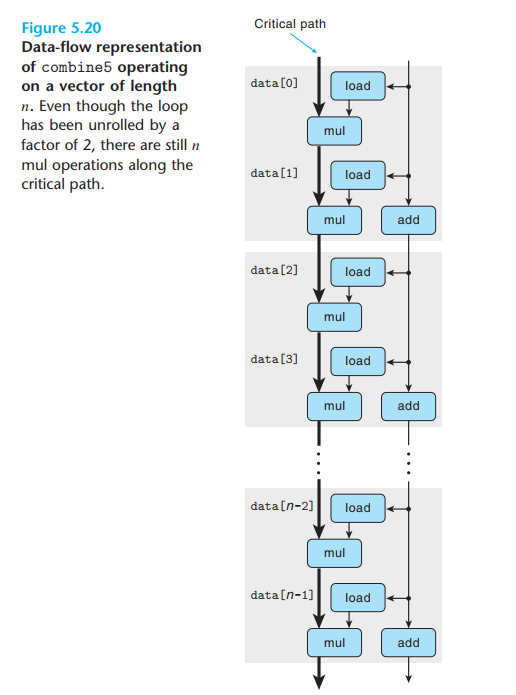 Figure 5.20
Data-flow representation
of combine5 operating
on a vector of length
n. Even though the loop
has been unrolled by a
factor of 2, there are still n
mul operations along the
critical path.
Critical path
data[0]
load
mul
data[1]
load
mul
add
data[2]
load
mul
data[3]
load
mul
add
data[n-2]
load
mul
data[n-1]
load
mul
add